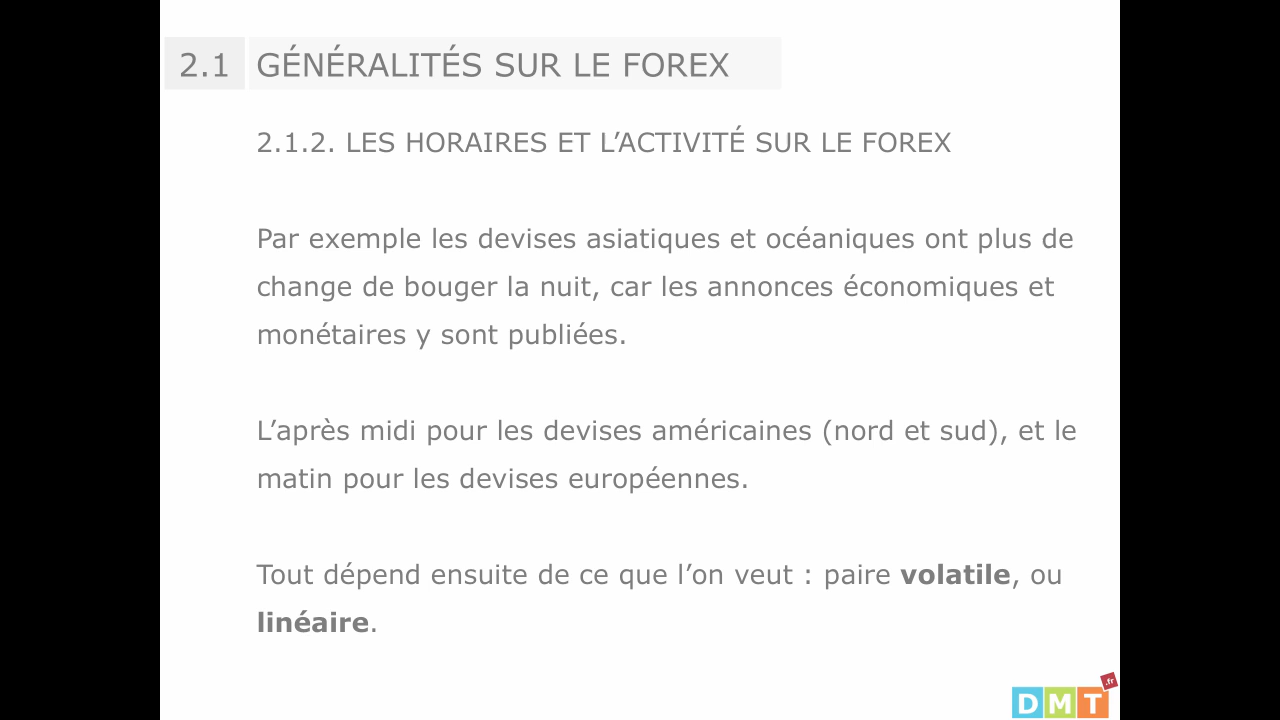 2.1 GÉNÉRALITÉS SUR LE FOREX
2.1.2. LES HORAIRES ET L’ACTIVITÉ SUR LE FOREX
Par exemple les devises asiatiques et océaniques ont plus de
change de bouger la nuit, car les annonces économiques et
monétaires y sont publiées.
L’après midi pour les devises américaines (nord et sud), et le
matin pour les devises européennes.
Tout dépend ensuite de ce que l’on veut : paire volatile, ou
linéaire.
DMT.fr